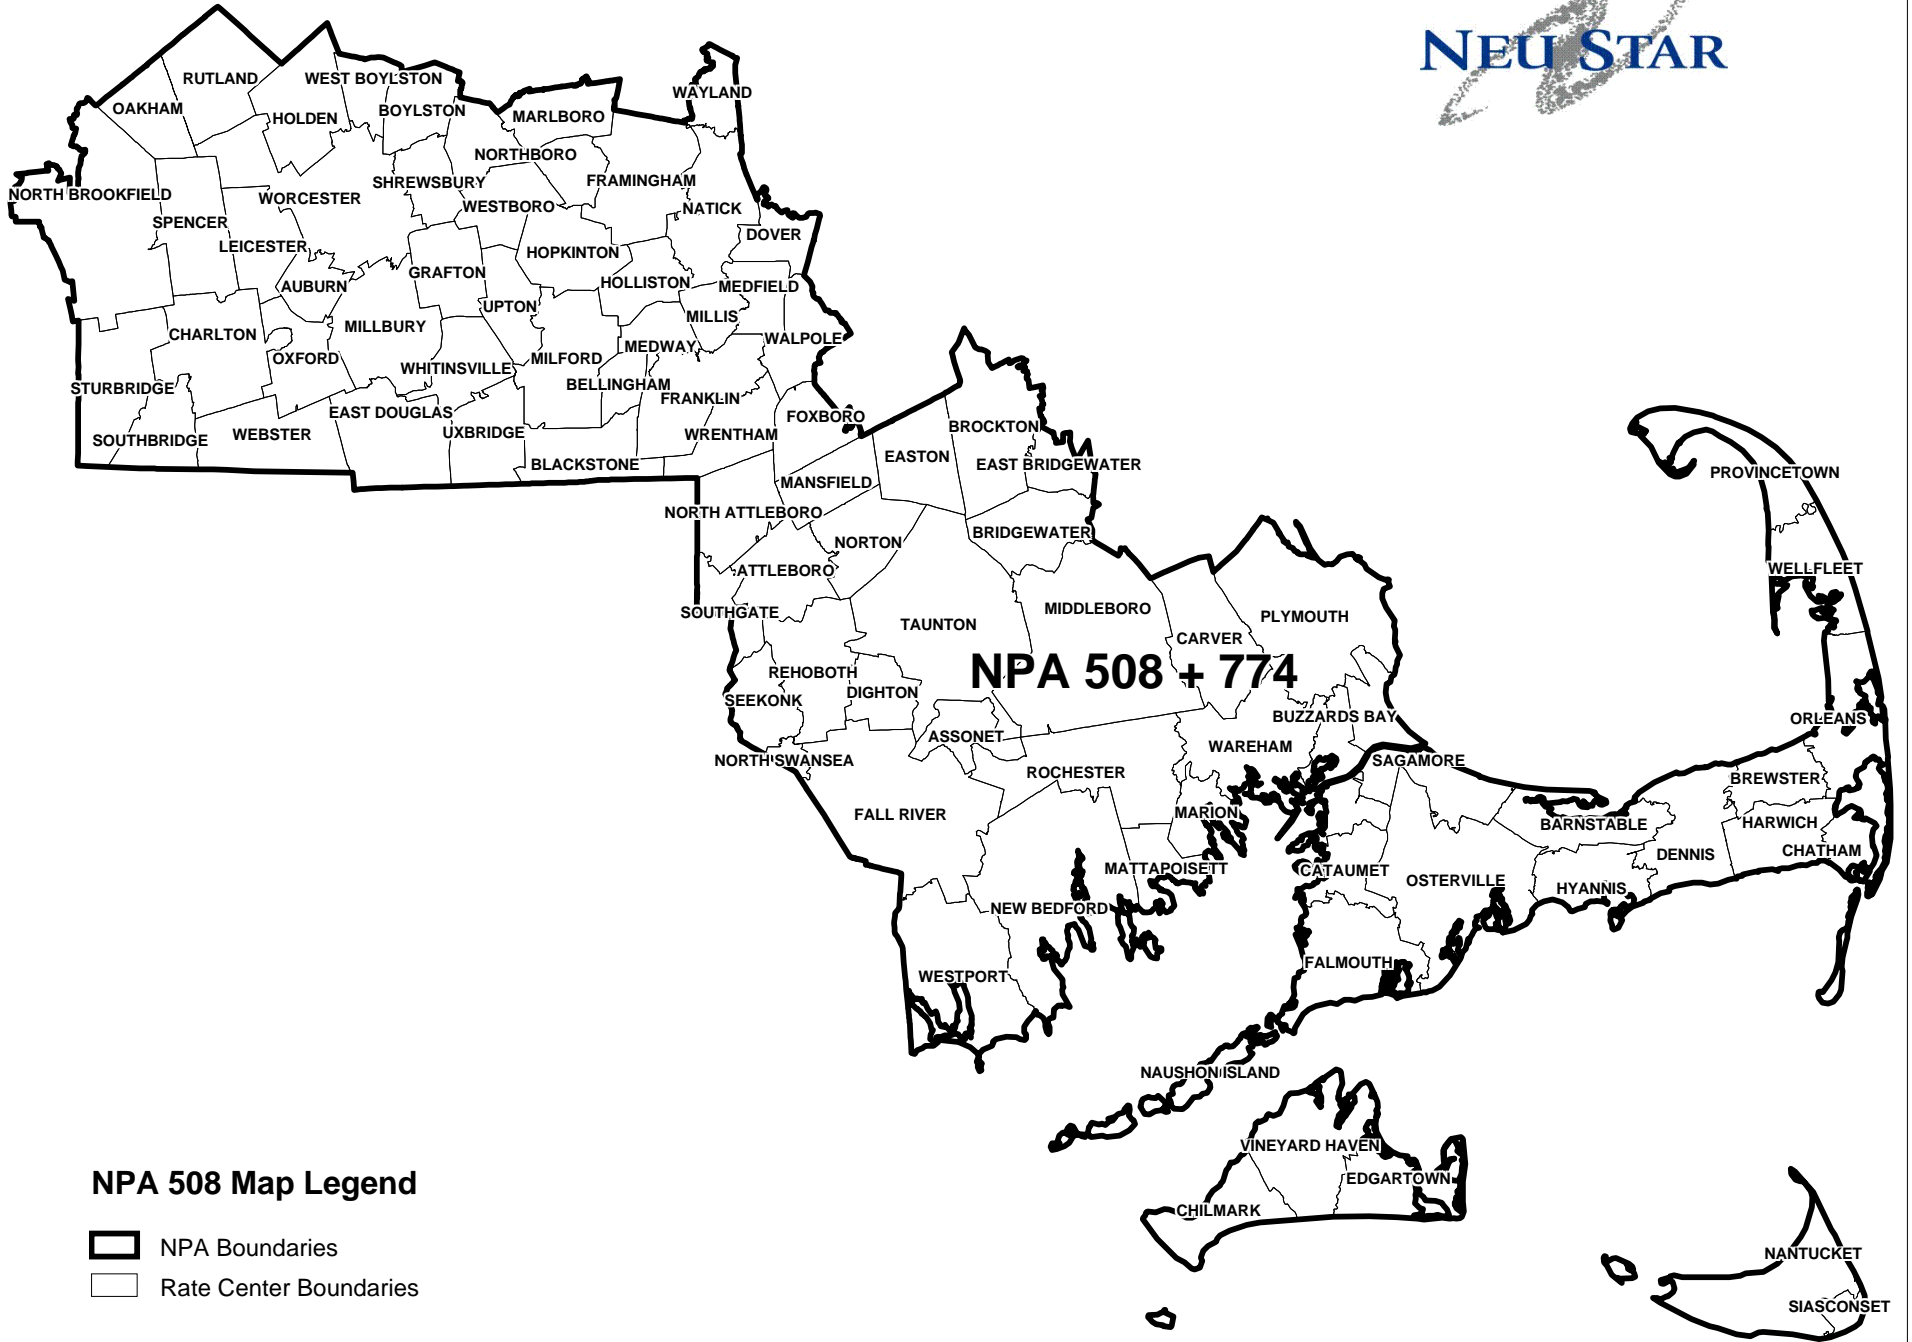 NEUSTAR
RUTLAND
WEST BOYLSTON
WAYLAND
OAKHAM
HOLDEN
BOYLSTON
MARLBORO
NORTHBORO
NORTH BROOKFIELD
WORCESTER
SHREWSBURY
FRAMINGHAM
SPENCER
WESTBORO
NATICK
LEICESTER
HOPKINTON
DOVER
AUBURN
GRAFTON
HOLLISTON
MEDFIELD
UPTON
MILLIS
CHARLTON
MILLBURY
WALPOLE
OXFORD
WHITINSVILLE
MILFORD
MEDWAY
STURBRIDGE
BELLINGHAM
FRANKLIN
EAST DOUGLAS
FOXBORO
SOUTHBRIDGE
WEBSTER
UXBRIDGE
WRENTHAM
BLACKSTONE
BROCKTON
EASTON
EAST BRIDGEWATER
MANSFIELD
PROVINCETOWN
NORTH ATTLEBORO
NORTON
BRIDGEWATER
ATTLEBORO
WELLFLEET
SOUTHGATE
TAUNTON
MIDDLEBORO
PLYMOUTH
CARVER
NPA 508 + 774
REHOBOTH
SEEKONK
DIGHTON
BUZZARDS BAY
ORLEANS
ASSONET
WAREHAM
NORTH SWANSEA
SAGAMORE
ROCHESTER
BREWSTER
FALL RIVER
MARION
BARNSTABLE
HARWICH
MATTAPOISETT
CATAUMET
DENNIS
CHATHAM
OSTERVILLE
HYANNIS
NEW BEDFORD
WESTPORT
FALMOUTH
NAUSHON ISLAND
VINEYARD HAVEN
EDGARTOWN
CHILMARK
NANTUCKET
SIASCONSET
NPA 508 Map Legend
NPA Boundaries
Rate Center Boundaries